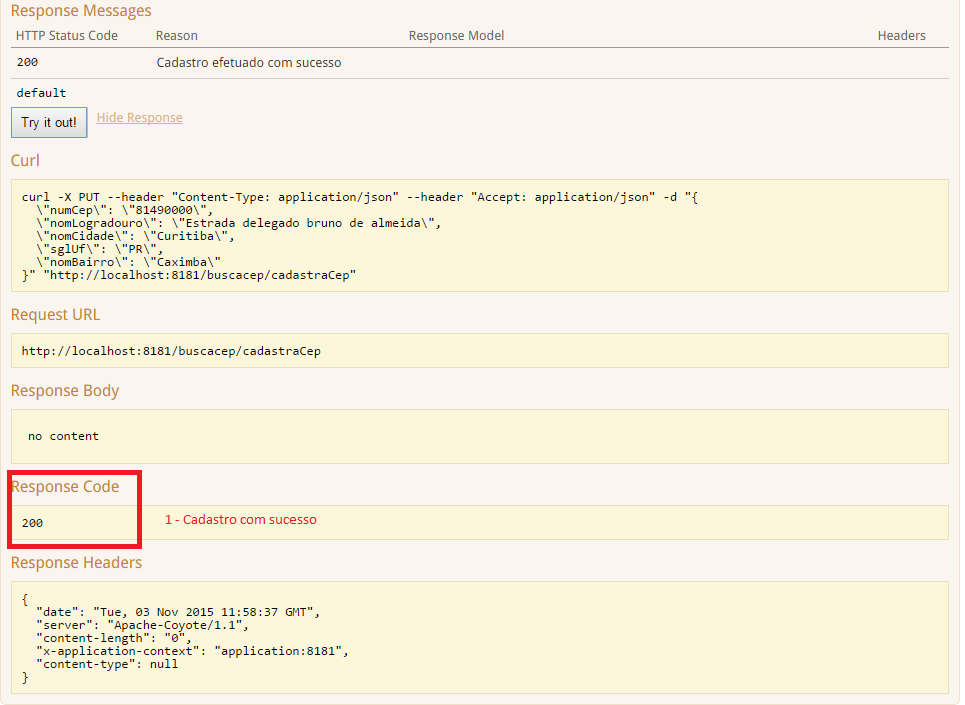 Response Messages
HTTP Status Code Reason Response Model Headers
200 Cadastro efetuado com sucesso
default
Try it out! Hide Response
Curl
curl -X PUT --header "Content-Type: application/json" --header "Accept: application/json" -d "{
  \"numCep\": \"81490000\",
  \"nomLogradouro\": \"Estrada delegado bruno de almeida\",
  \"nomCidade\": \"Curitiba\",
  \"sglUf\": \"PR\",
  \"nomBairro\": \"Caximba\"
}" "http://localhost:8181/buscacep/cadastraCep"
Request URL
http://localhost:8181/buscacep/cadastraCep
Response Body
no content
Response Code
200 1 - Cadastro com sucesso
Response Headers
{
  "date": "Tue, 03 Nov 2015 11:58:37 GMT",
  "server": "Apache-Coyote/1.1",
  "content-length": "0",
  "x-application-context": "application:8181",
  "content-type": null
}